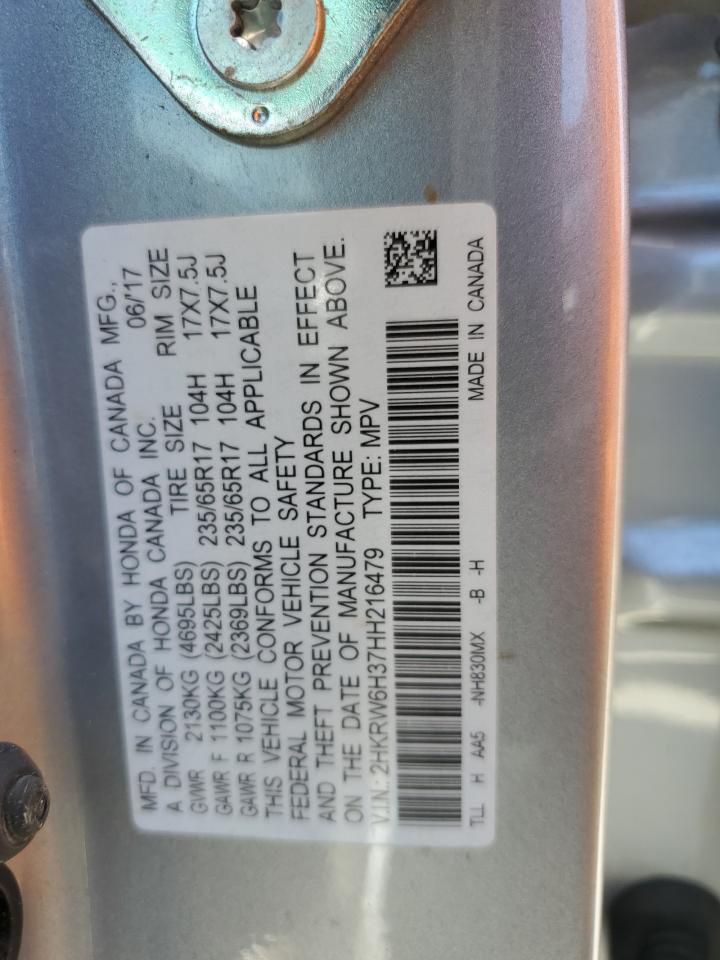 MFD. IN CANADA BY HONDA OF CANADA MFG.,
A DIVISION OF HONDA CANADA INC. 06/'17
GVWR 2130KG (4695LBS) TIRE SIZE RIM SIZE
GAWR F 1100KG (2425LBS) 235/65R17 104H 17X7.5J
GAWR R 1075KG (2369LBS) 235/65R17 104H 17X7.5J
THIS VEHICLE CONFORMS TO ALL APPLICABLE
FEDERAL MOTOR VEHICLE SAFETY
AND THEFT PREVENTION STANDARDS IN EFFECT
ON THE DATE OF MANUFACTURE SHOWN ABOVE.
V.I.N.: 2HKRW6H37HH216479 TYPE: MPV
TLL H AA5 -NH830MX -B -H MADE IN CANADA